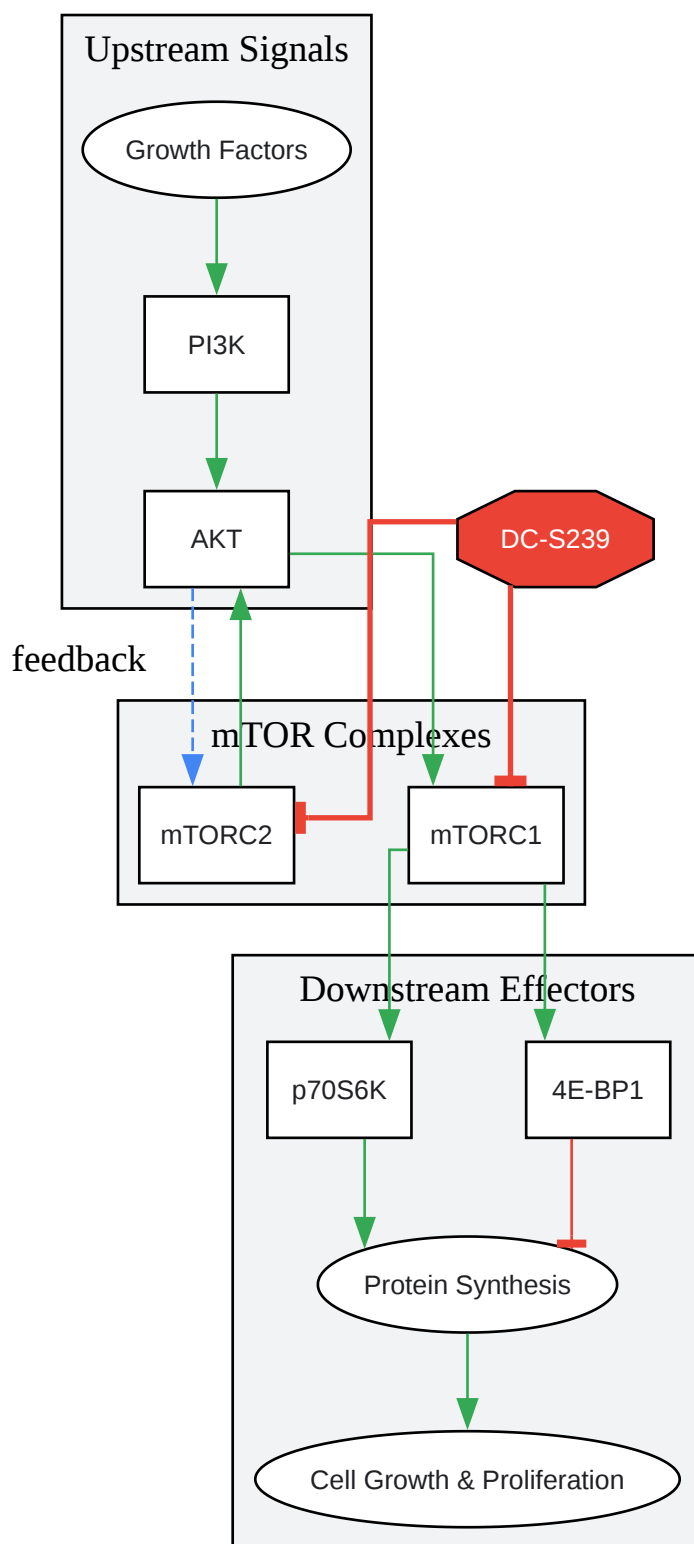 Upstream Signals
Growth Factors
PI3K
AKT
DC-S239
feedback
mTOR Complexes
mTORC2
mTORC1
Downstream Effectors
p70S6K
4E-BP1
Protein Synthesis
Cell Growth & Proliferation